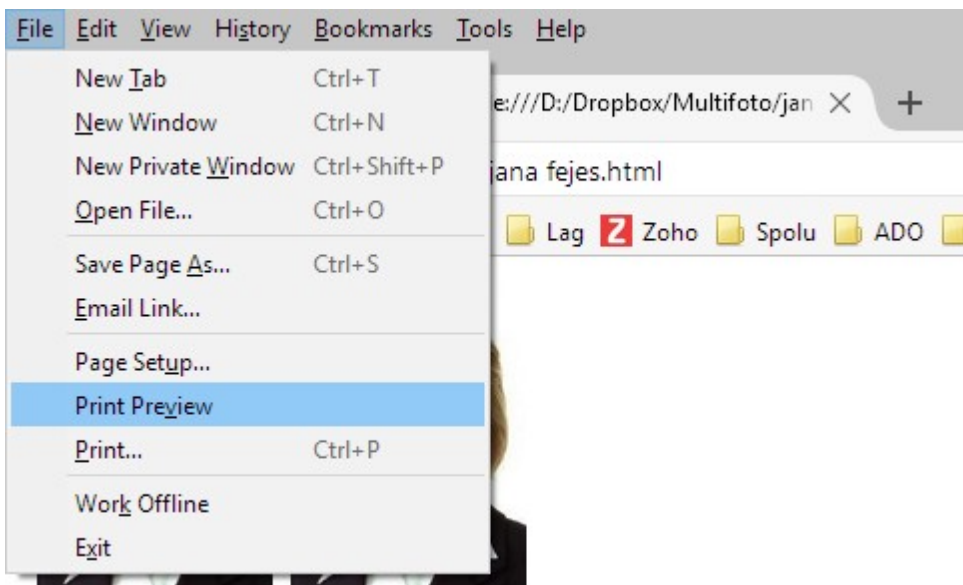 File Edit View History Bookmarks Tools Help
New Tab Ctrl+T
e:///D:/Dropbox/Multifoto/jan
New Window Ctrl+N
New Private Window Ctrl+Shift+P
jana fejes.html
Open File... Ctrl+O
Lag Z Zoho Spolu ADO
Save Page As... Ctrl+S
Email Link...
Page Setup...
Print Preview
Print... Ctrl+P
Work Offline
Exit